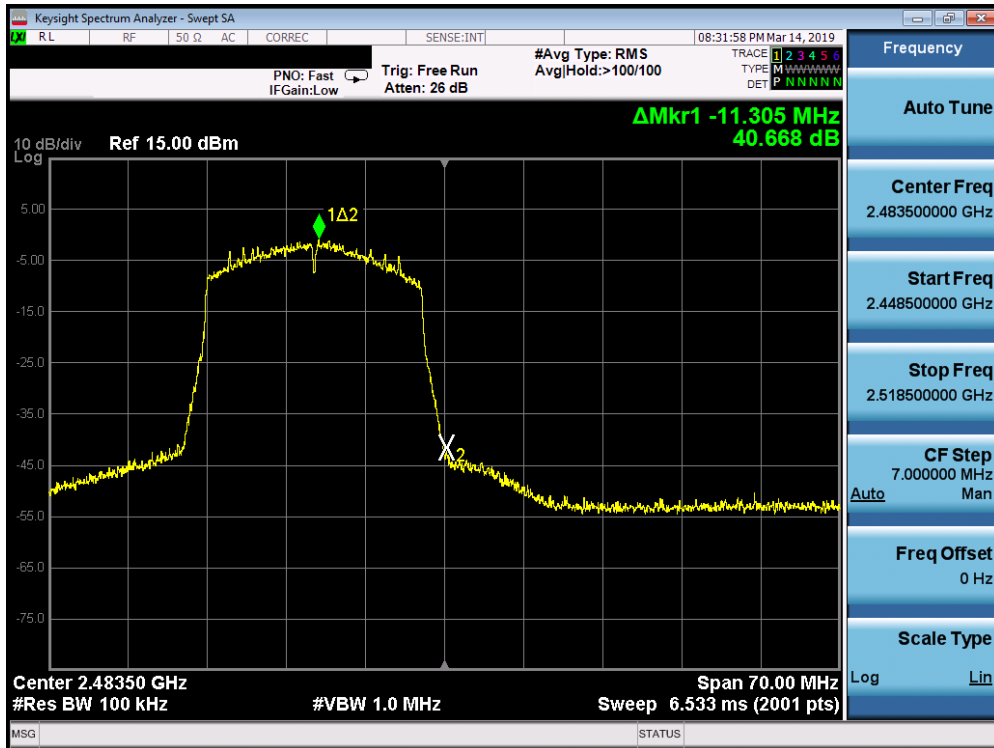 Keysight Spectrum Analyzer - Swept SA
LXI RL RF 50 Ω AC CORREC SENSE:INT 08:31:58 PM Mar 14, 2019
PNO: Fast
IFGain:Low
Trig: Free Run
Atten: 26 dB
#Avg Type: RMS
Avg|Hold:>100/100
TRACE 1 2 3 4 5 6
TYPE M W W W W W
DET P N N N N N
ΔMkr1 -11.305 MHz
40.668 dB
10 dB/div Ref 15.00 dBm
Log
5.00
-5.00
-15.0
-25.0
-35.0
-45.0
-55.0
-65.0
-75.0
1Δ2
2
Center 2.48350 GHz
Span 70.00 MHz
#Res BW 100 kHz
#VBW 1.0 MHz
Sweep 6.533 ms (2001 pts)
MSG
STATUS
Frequency
Auto Tune
Center Freq
2.483500000 GHz
Start Freq
2.448500000 GHz
Stop Freq
2.518500000 GHz
CF Step
7.000000 MHz
Auto Man
Freq Offset
0 Hz
Scale Type
Log Lin